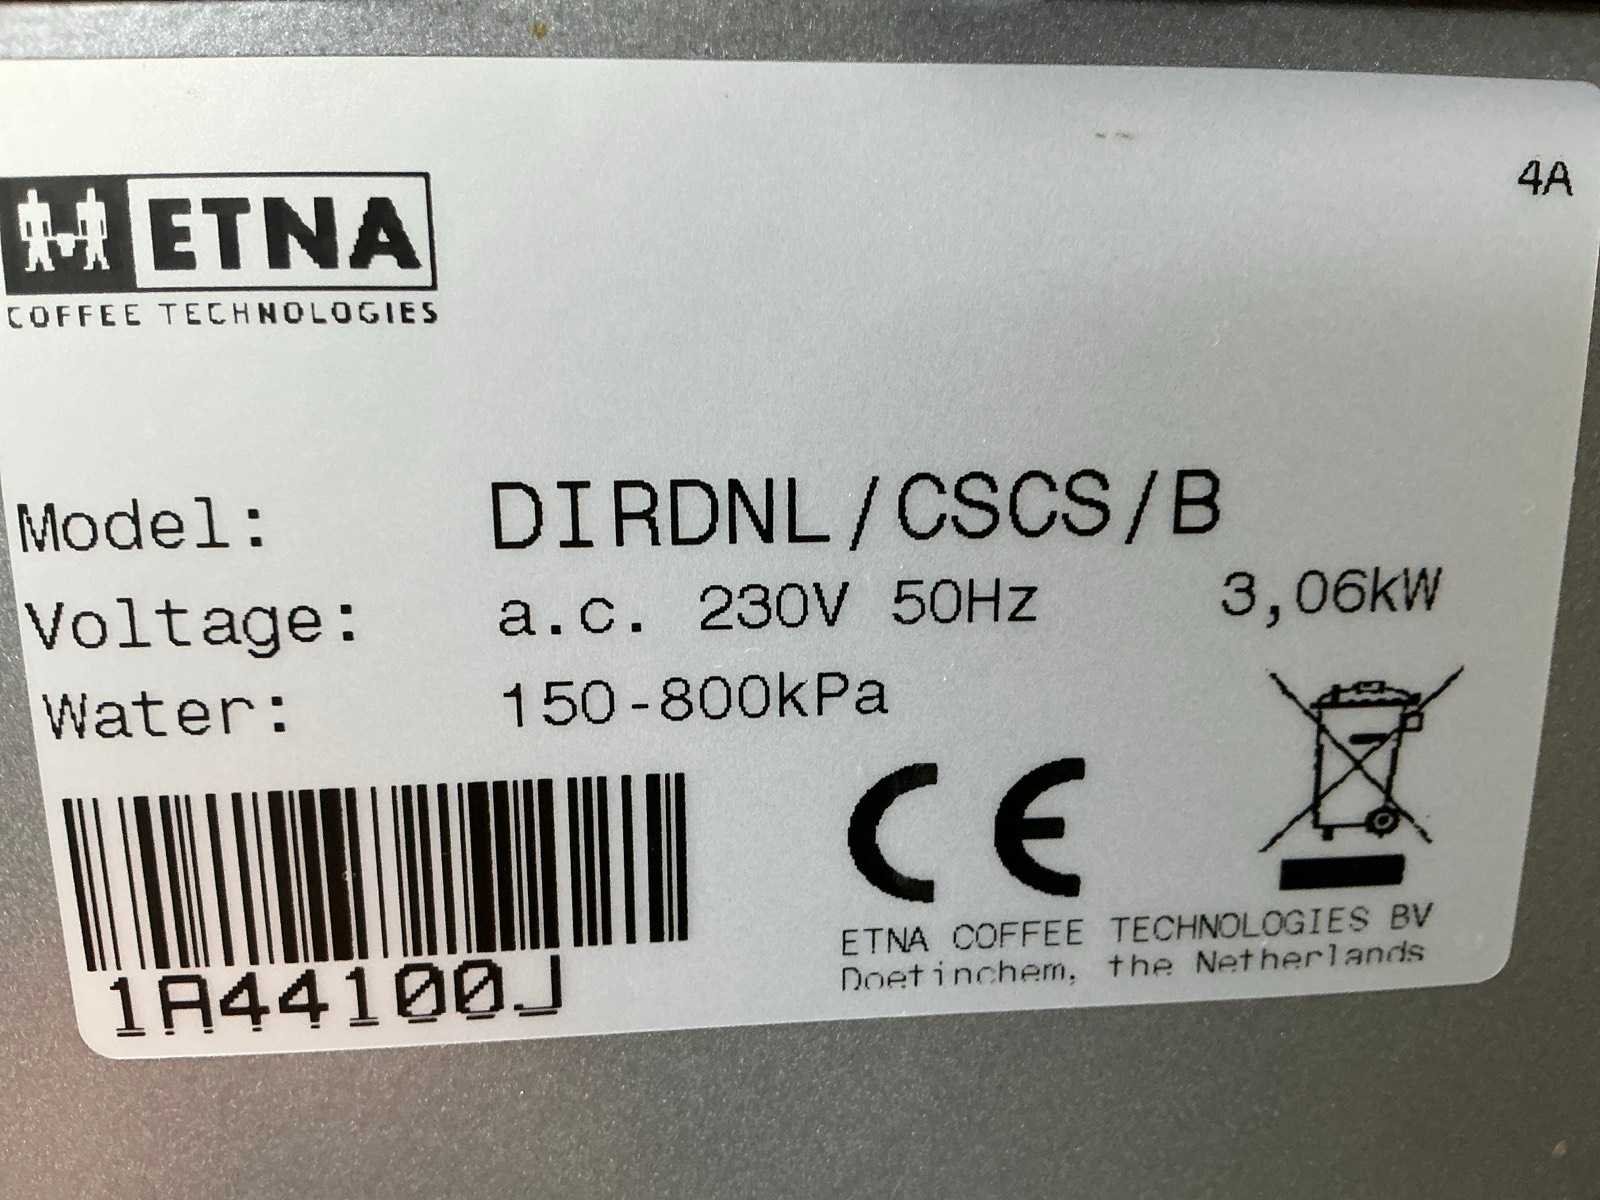 4A
ETNA
COFFEE TECHNOLOGIES
Model: DIRDNL/CSCS/B
Voltage: a.c. 230V 50Hz 3,06kW
Water: 150-800kPa
CE
1A44100J
ETNA COFFEE TECHNOLOGIES BV
Doetinchem, the Netherlands